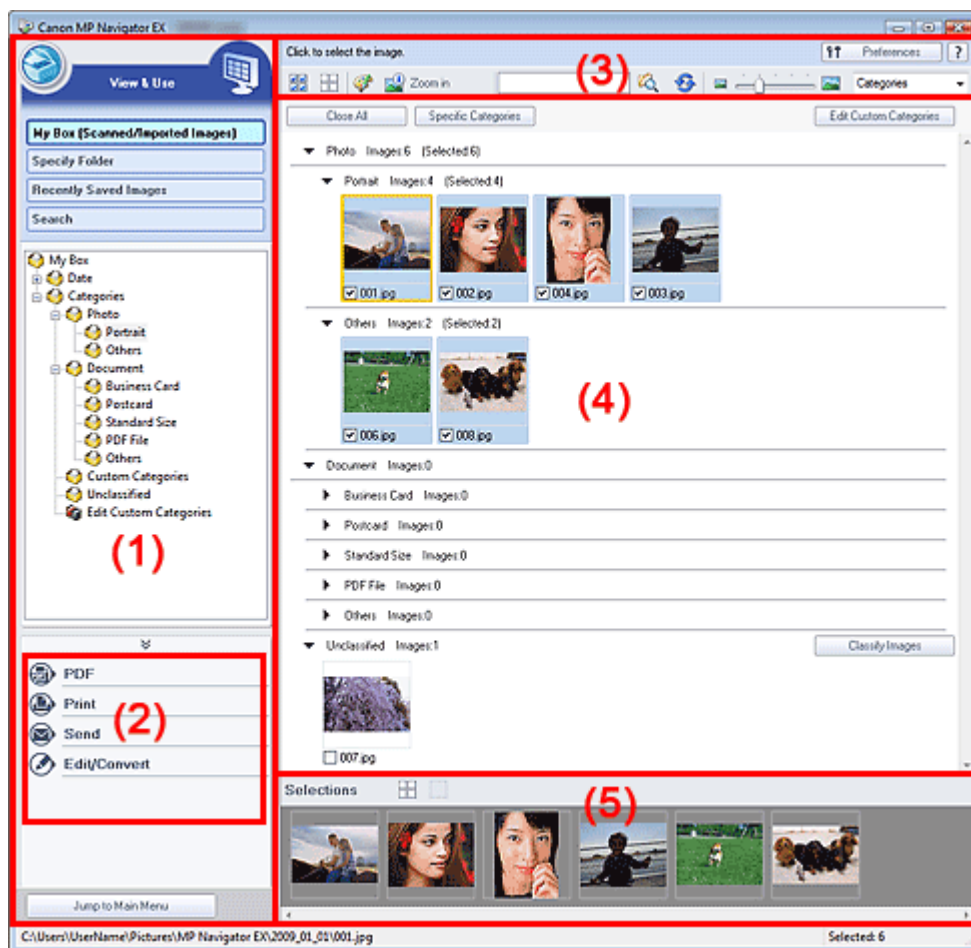 Canon MP Navigator EX
View & Use
My Box (Scanned/Imported Images)
Specify Folder
Recently Saved Images
Search
My Box
Date
Categories
Photo
Portrait
Others
Document
Business Card
Postcard
Standard Size
PDF File
Others
Custom Categories
Unclassified
Edit Custom Categories
(1)
PDF
Print
Send
Edit/Convert
(2)
Jump to Main Menu
Click to select the image.
Preferences
?
Zoom in
(3)
Categories
Close All
Specific Categories
Edit Custom Categories
Photo Images:6 (Selected:6)
Portrait Images:4 (Selected:4)
001.jpg
002.jpg
004.jpg
003.jpg
Others Images:2 (Selected:2)
006.jpg
008.jpg
(4)
Document Images:0
Business Card Images:0
Postcard Images:0
Standard Size Images:0
PDF File Images:0
Others Images:0
Unclassified Images:1
Classify Images
007.jpg
Selections
(5)
C:\Users\UserName\Pictures\MP Navigator EX\2009_01_01\001.jpg
Selected: 6